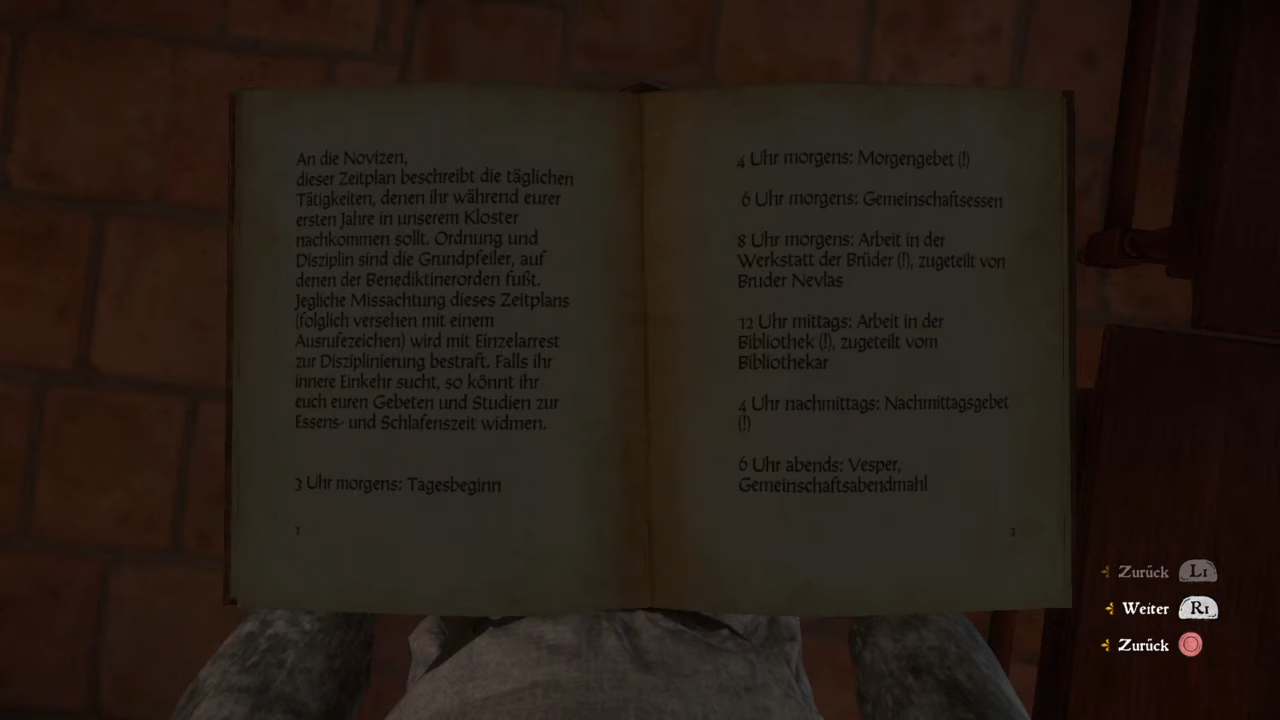 An die Novizen,
dieser Zeitplan beschreibt die täglichen
Tätigkeiten, denen ihr während eurer
ersten Jahre in unserem Kloster
nachkommen sollt. Ordnung und
Disziplin sind die Grundpfeiler, auf
denen der Benediktinerorden fußt.
Jegliche Missachtung dieses Zeitplans
(folglich versehen mit einem
Ausrufezeichen) wird mit Einzelarrest
zur Disziplinierung bestraft. Falls ihr
innere Einkehr sucht, so könnt ihr
euch euren Gebeten und Studien zur
Essens- und Schlafenszeit widmen.
3 Uhr morgens: Tagesbeginn
1
4 Uhr morgens: Morgengebet (!)
6 Uhr morgens: Gemeinschaftsessen
8 Uhr morgens: Arbeit in der
Werkstatt der Brüder (!), zugeteilt von
Bruder Nevlas
12 Uhr mittags: Arbeit in der
Bibliothek (!), zugeteilt vom
Bibliothekar
4 Uhr nachmittags: Nachmittagsgebet
(!)
6 Uhr abends: Vesper,
Gemeinschaftsabendmahl
2
Zurück L1
Weiter R1
Zurück